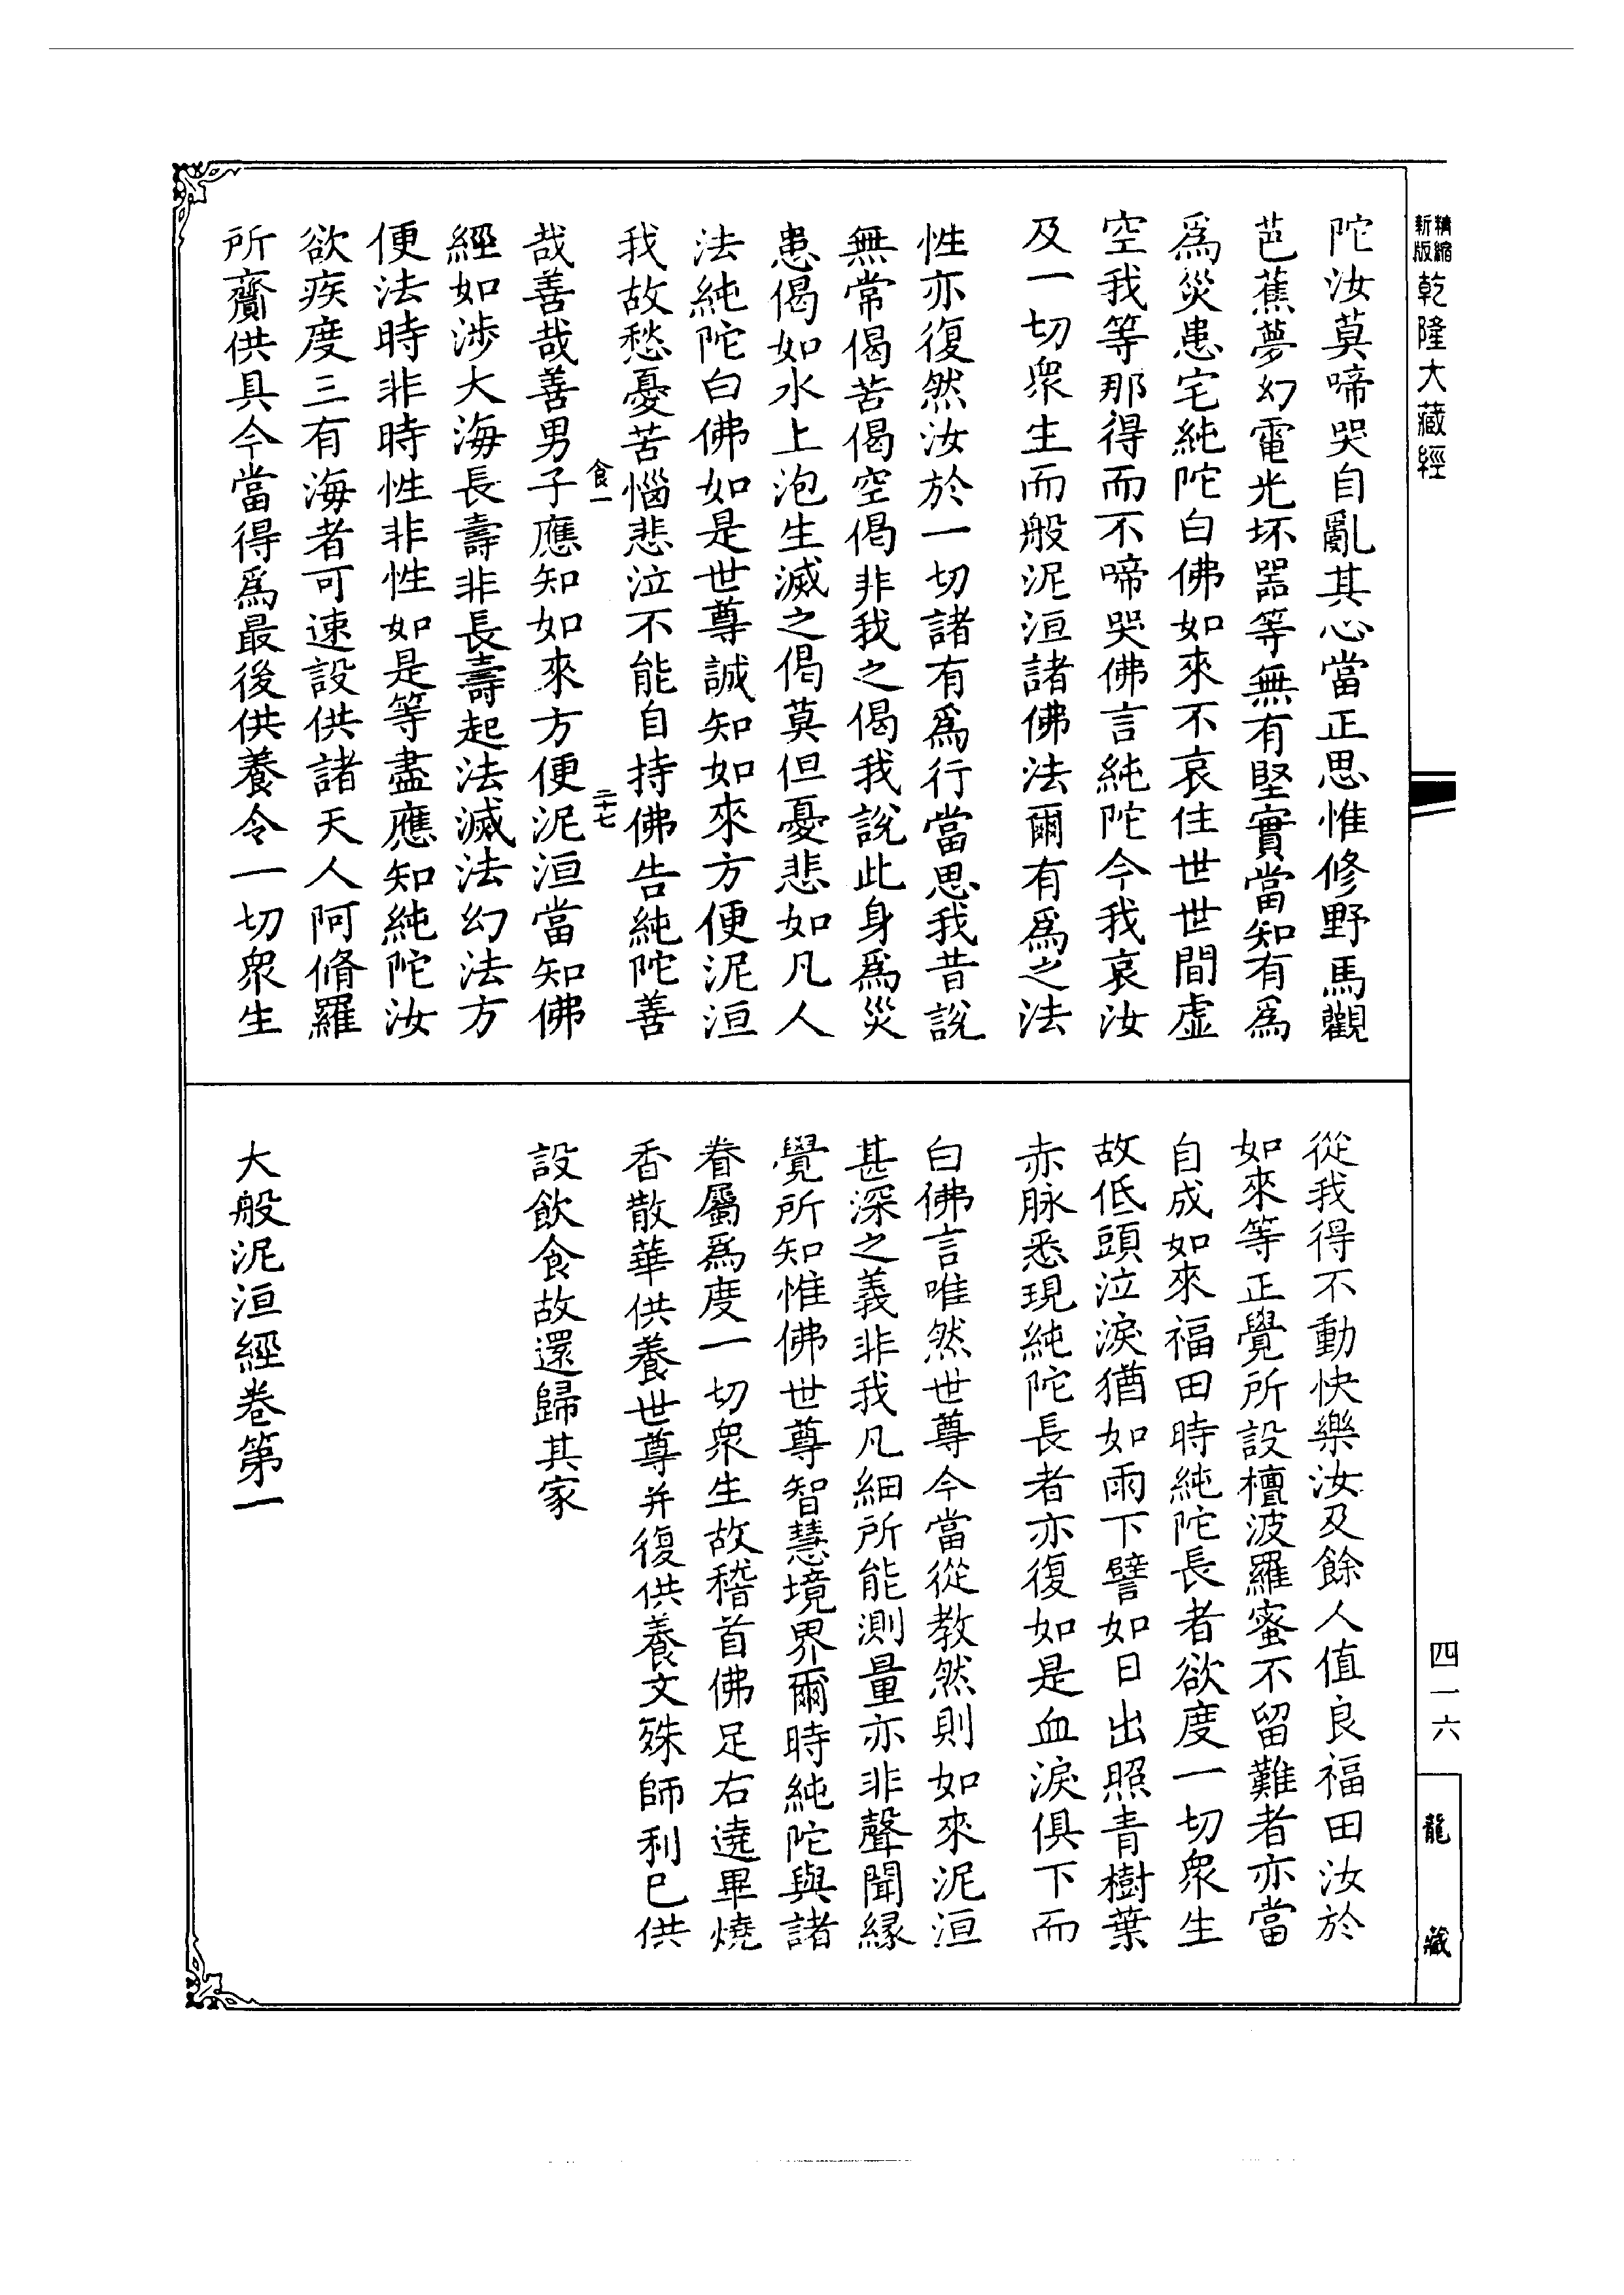 精縮新版乾隆大藏經
陀汝莫啼哭自亂其心當正思惟修野馬觀
芭蕉夢幻電光坏器等無有堅實當知有為
為災患宅純陀白佛如來不哀住世世間虛
空我等那得而不啼哭佛言純陀今我哀汝
及一切眾生而般泥洹諸佛法爾有為之法
性亦復然汝於一切諸有為行當思我昔說
無常偈苦偈空偈非我之偈我說此身為災
患偈如水上泡生滅之偈莫但憂悲如凡人
法純陀白佛如是世尊誠知如來方便泥洹
我故愁憂苦惱悲泣不能自持佛告純陀善
食一 二十七
哉善哉善男子應知如來方便泥洹當知佛
經如涉大海長壽非長壽起法滅法幻法方
便法時非時性非性如是等盡應知純陀汝
欲疾度三有海者可速設供諸天人阿脩羅
所齎供具今當得為最後供養令一切眾生
從我得不動快樂汝及餘人值良福田汝於
如來等正覺所設檀波羅蜜不留難者亦當
自成如來福田時純陀長者欲度一切眾生
故低頭泣淚猶如雨下譬如日出照青樹葉
赤脉悉現純陀長者亦復如是血淚俱下而
白佛言唯然世尊今當從教然則如來泥洹
甚深之義非我凡細所能測量亦非聲聞緣
覺所知惟佛世尊智慧境界爾時純陀與諸
眷屬為度一切眾生故稽首佛足右遶畢燒
香散華供養世尊并復供養文殊師利已供
設飲食故還歸其家
大般泥洹經卷第一
四一六
龍藏